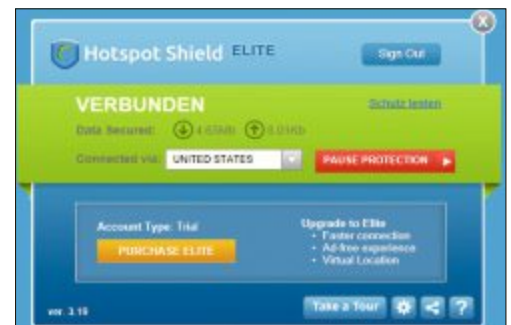 Hotspot Shield ELITE
Sign Out
VERBUNDEN
Schutz testen
Data Secured:
Connected via: UNITED STATES
PAUSE PROTECTION
Account Type: Trial
PURCHASE ELITE
Upgrade to Elite
• Faster connection
• Ad-free experience
• Virtual Location
ver. 3.19
Take a Tour
?